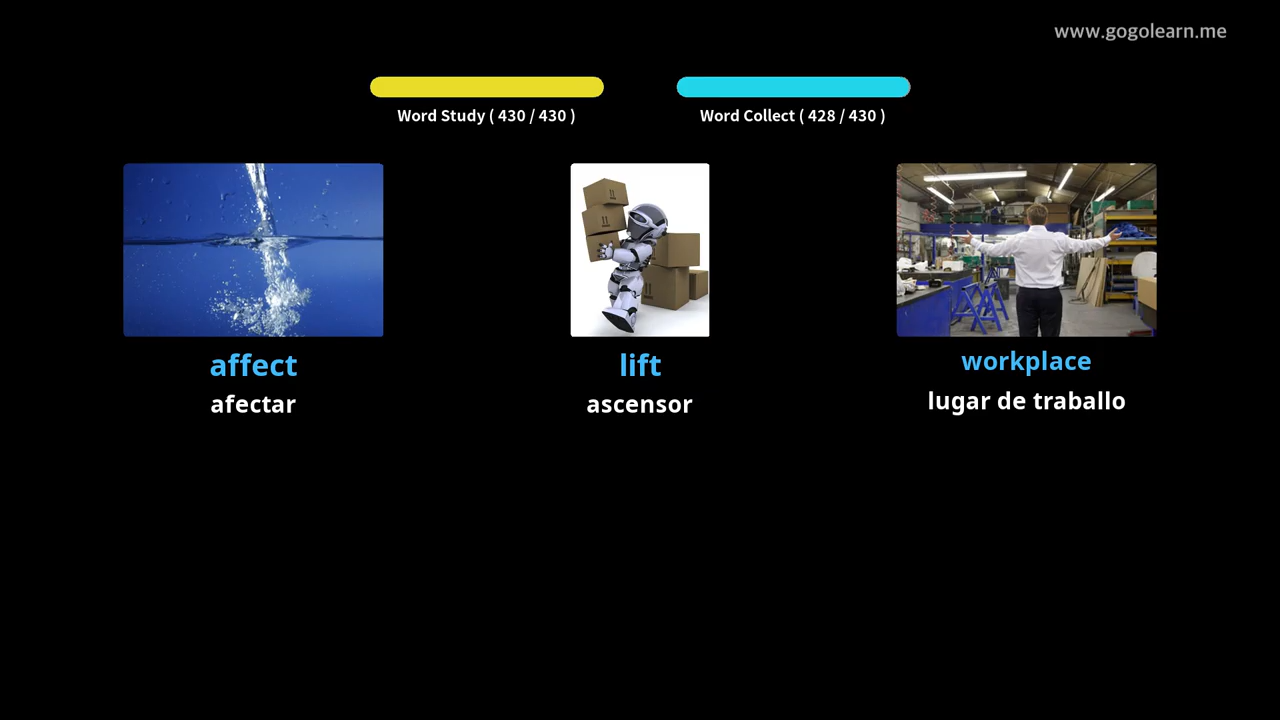 www.gogolearn.me
Word Study ( 430 / 430 )
Word Collect ( 428 / 430 )
affect
afectar
lift
ascensor
workplace
lugar de traballo